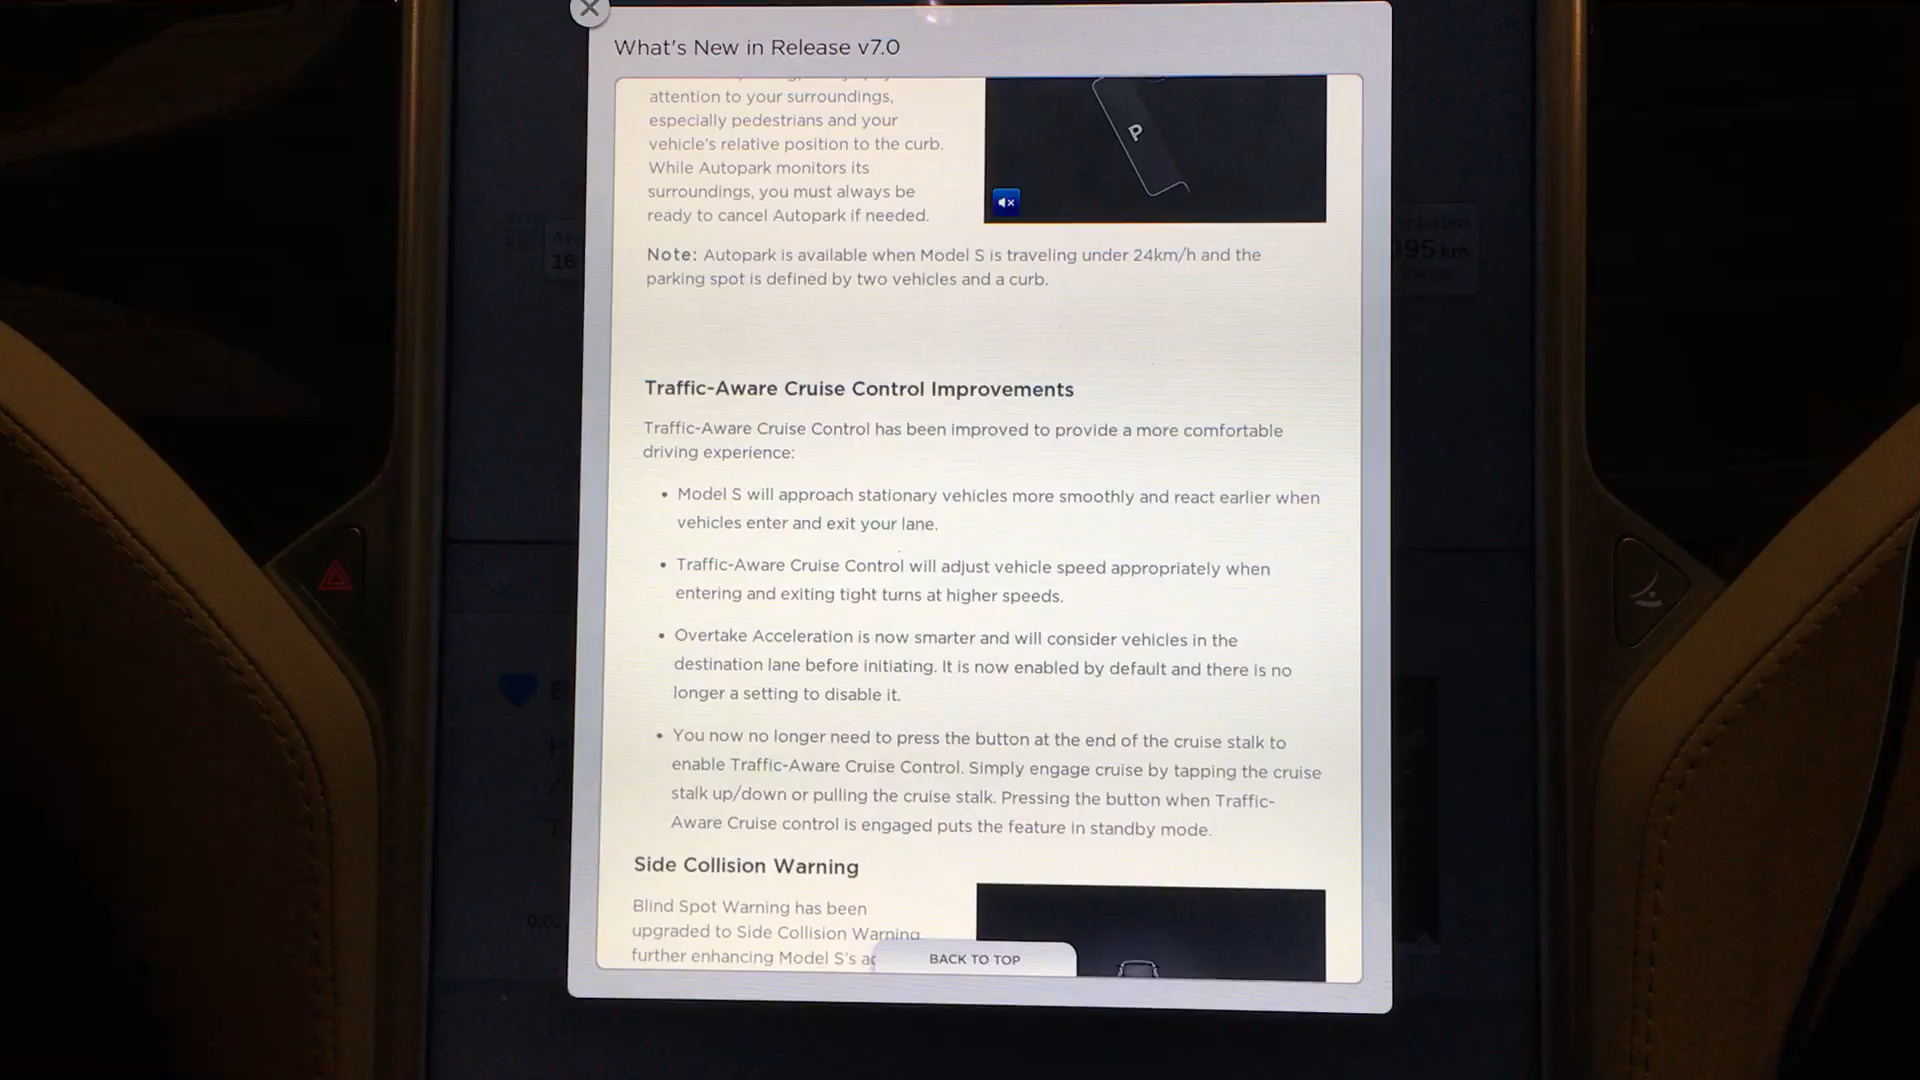 What's New in Release v7.0
attention to your surroundings,
especially pedestrians and your
vehicle's relative position to the curb.
While Autopark monitors its
surroundings, you must always be
ready to cancel Autopark if needed.
P
Note: Autopark is available when Model S is traveling under 24km/h and the
parking spot is defined by two vehicles and a curb.
Traffic-Aware Cruise Control Improvements
Traffic-Aware Cruise Control has been improved to provide a more comfortable
driving experience:
• Model S will approach stationary vehicles more smoothly and react earlier when
vehicles enter and exit your lane.
• Traffic-Aware Cruise Control will adjust vehicle speed appropriately when
entering and exiting tight turns at higher speeds.
• Overtake Acceleration is now smarter and will consider vehicles in the
destination lane before initiating. It is now enabled by default and there is no
longer a setting to disable it.
• You now no longer need to press the button at the end of the cruise stalk to
enable Traffic-Aware Cruise Control. Simply engage cruise by tapping the cruise
stalk up/down or pulling the cruise stalk. Pressing the button when Traffic-
Aware Cruise control is engaged puts the feature in standby mode.
Side Collision Warning
Blind Spot Warning has been
upgraded to Side Collision Warning
further enhancing Model S's
BACK TO TOP
16
95 km